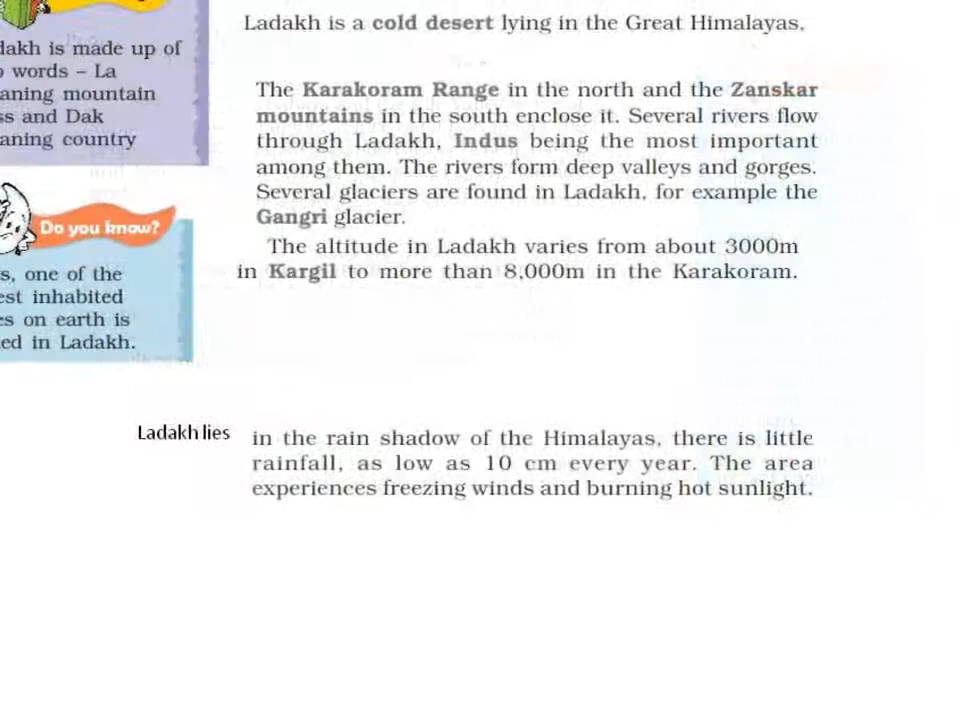 Ladakh is a cold desert lying in the Great Himalayas.
dakh is made up of
words – La
aning mountain
ss and Dak
aning country
The Karakoram Range in the north and the Zanskar
mountains in the south enclose it. Several rivers flow
through Ladakh, Indus being the most important
among them. The rivers form deep valleys and gorges.
Several glaciers are found in Ladakh, for example the
Gangri glacier.
Do you know?
s, one of the
est inhabited
es on earth is
ed in Ladakh.
The altitude in Ladakh varies from about 3000m
in Kargil to more than 8,000m in the Karakoram.
Ladakh lies in the rain shadow of the Himalayas, there is little
rainfall, as low as 10 cm every year. The area
experiences freezing winds and burning hot sunlight.